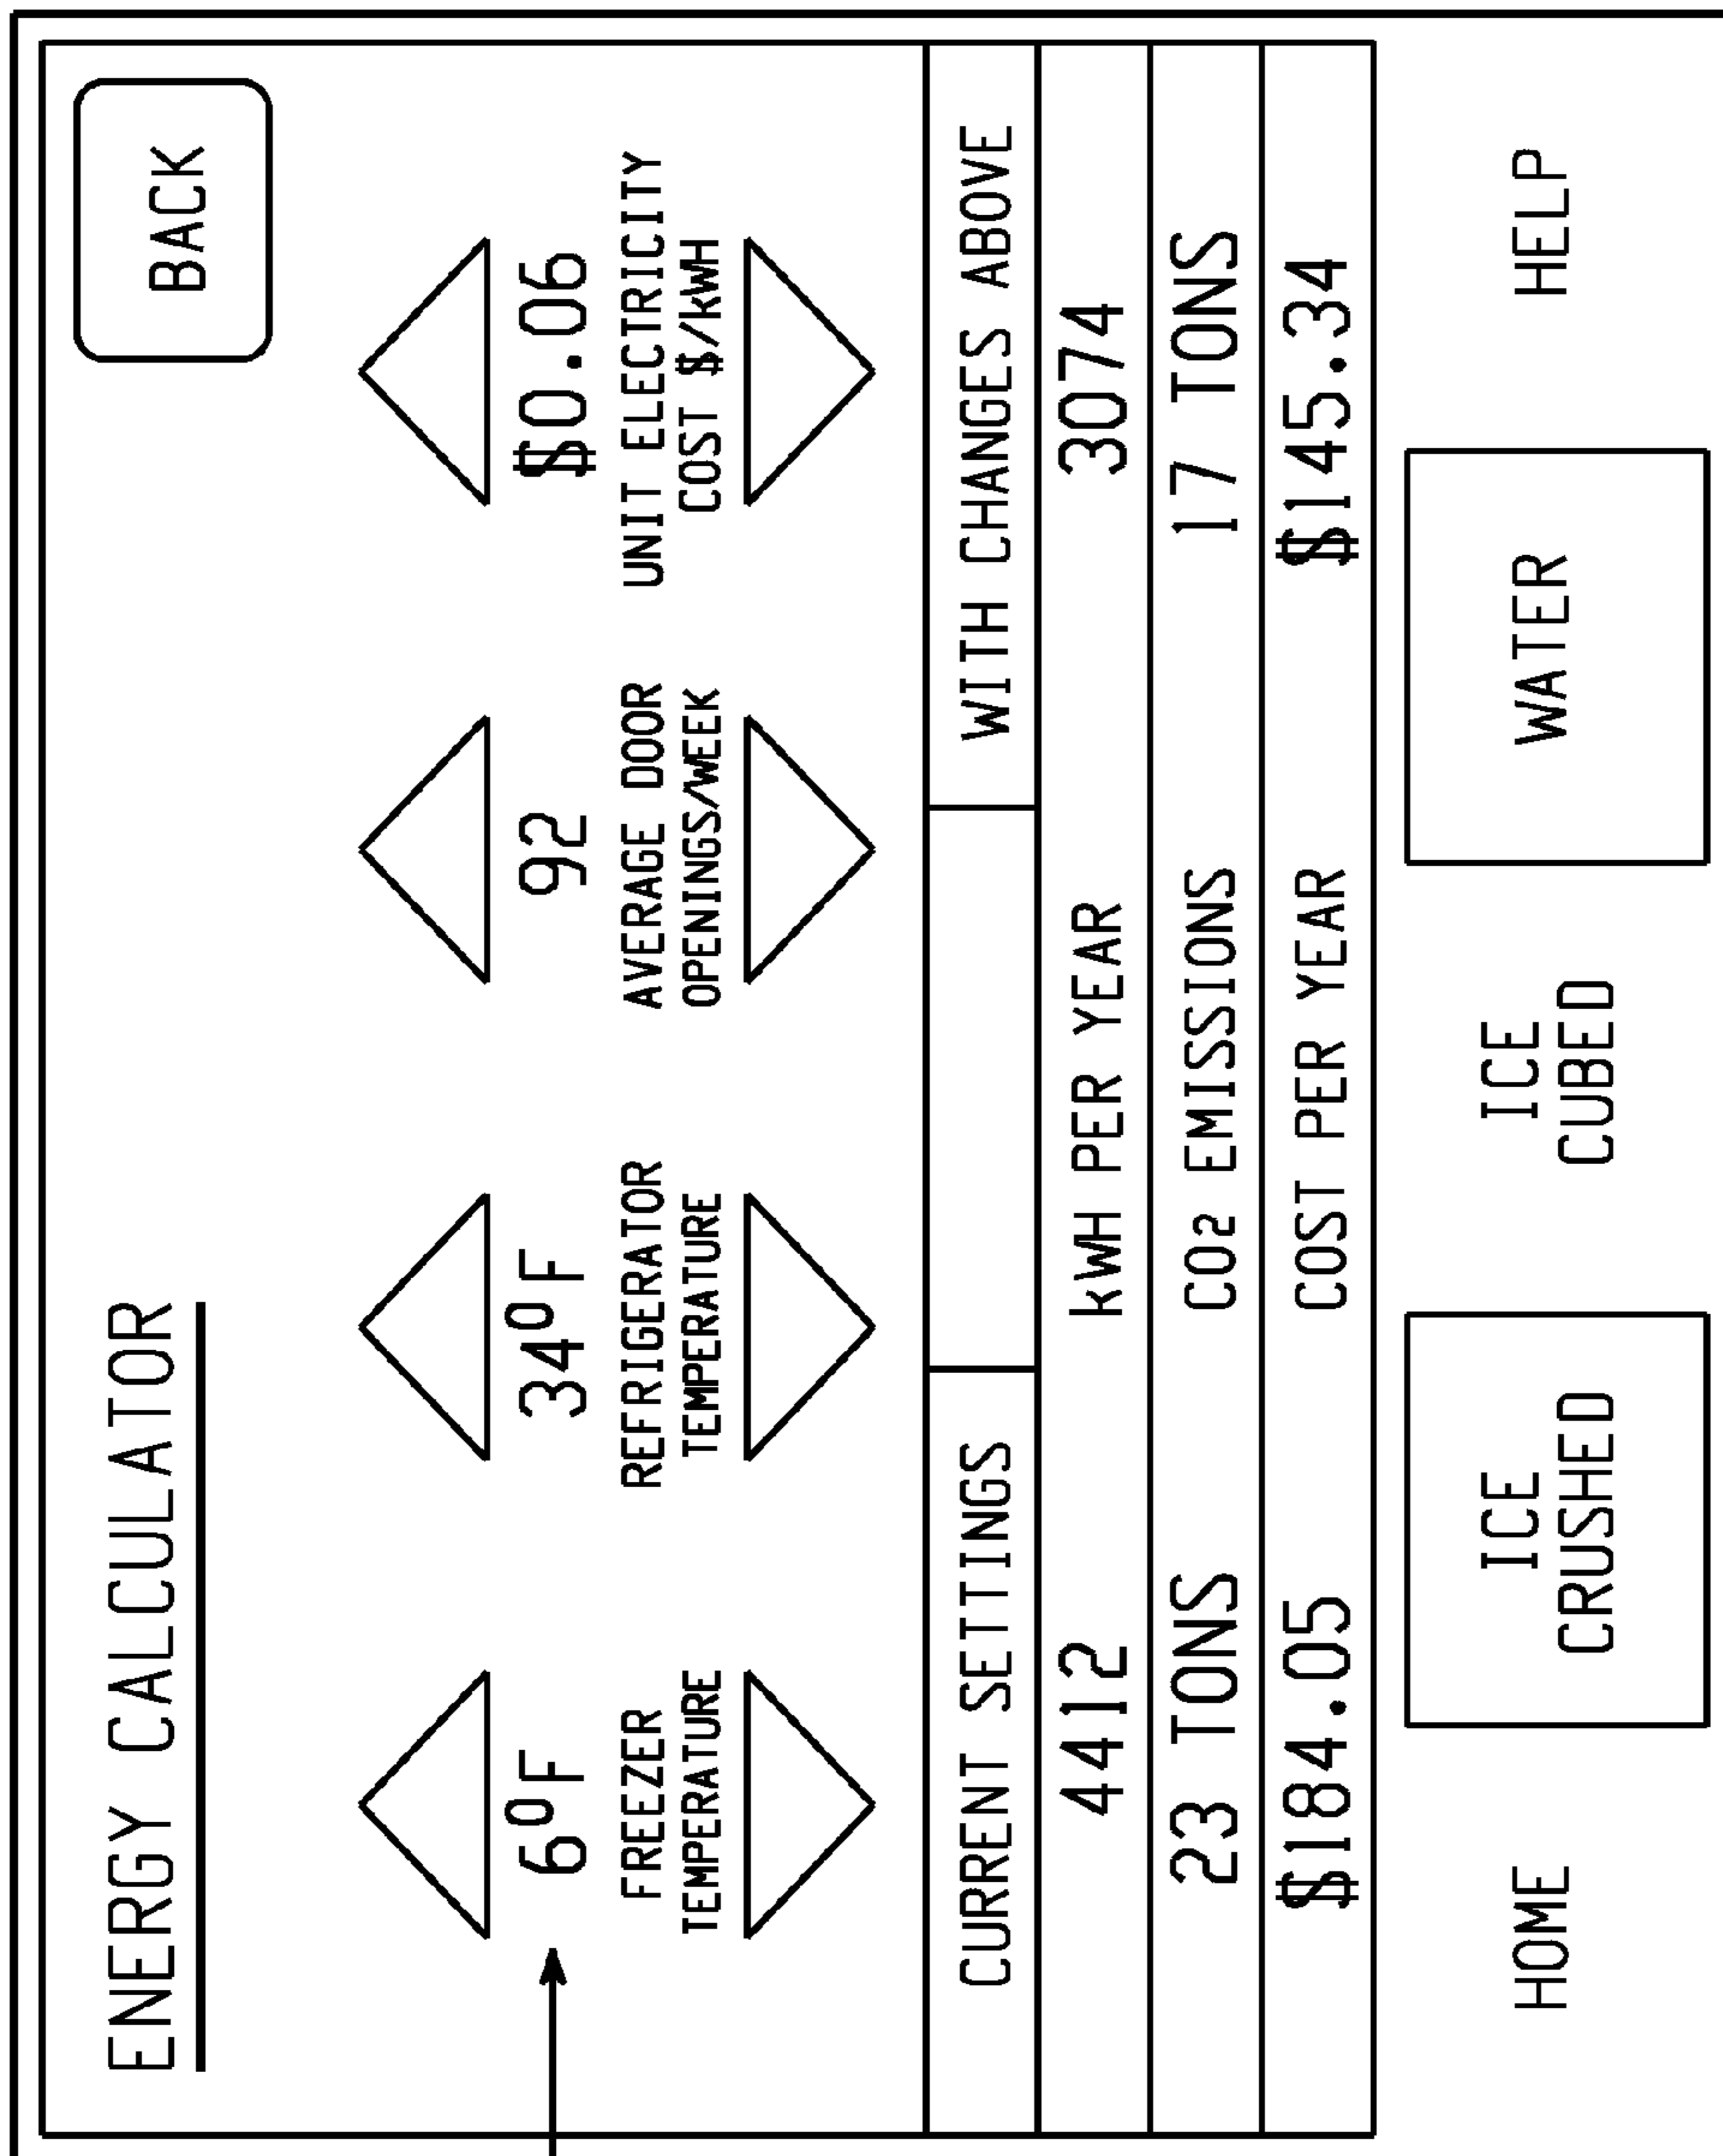 ENERGY CALCULATOR
BACK
6°F
34°F
92
$0.06
FREEZER
TEMPERATURE
REFRIGERATOR
TEMPERATURE
AVERAGE DOOR
OPENINGS/WEEK
UNIT ELECTRICITY
COST $/kWH
CURRENT SETTINGS
WITH CHANGES ABOVE
4412 kWH PER YEAR 3074
23 TONS CO2 EMISSIONS 17 TONS
$184.05 COST PER YEAR $145.34
HOME
ICE
CRUSHED
ICE
CUBED
WATER
HELP